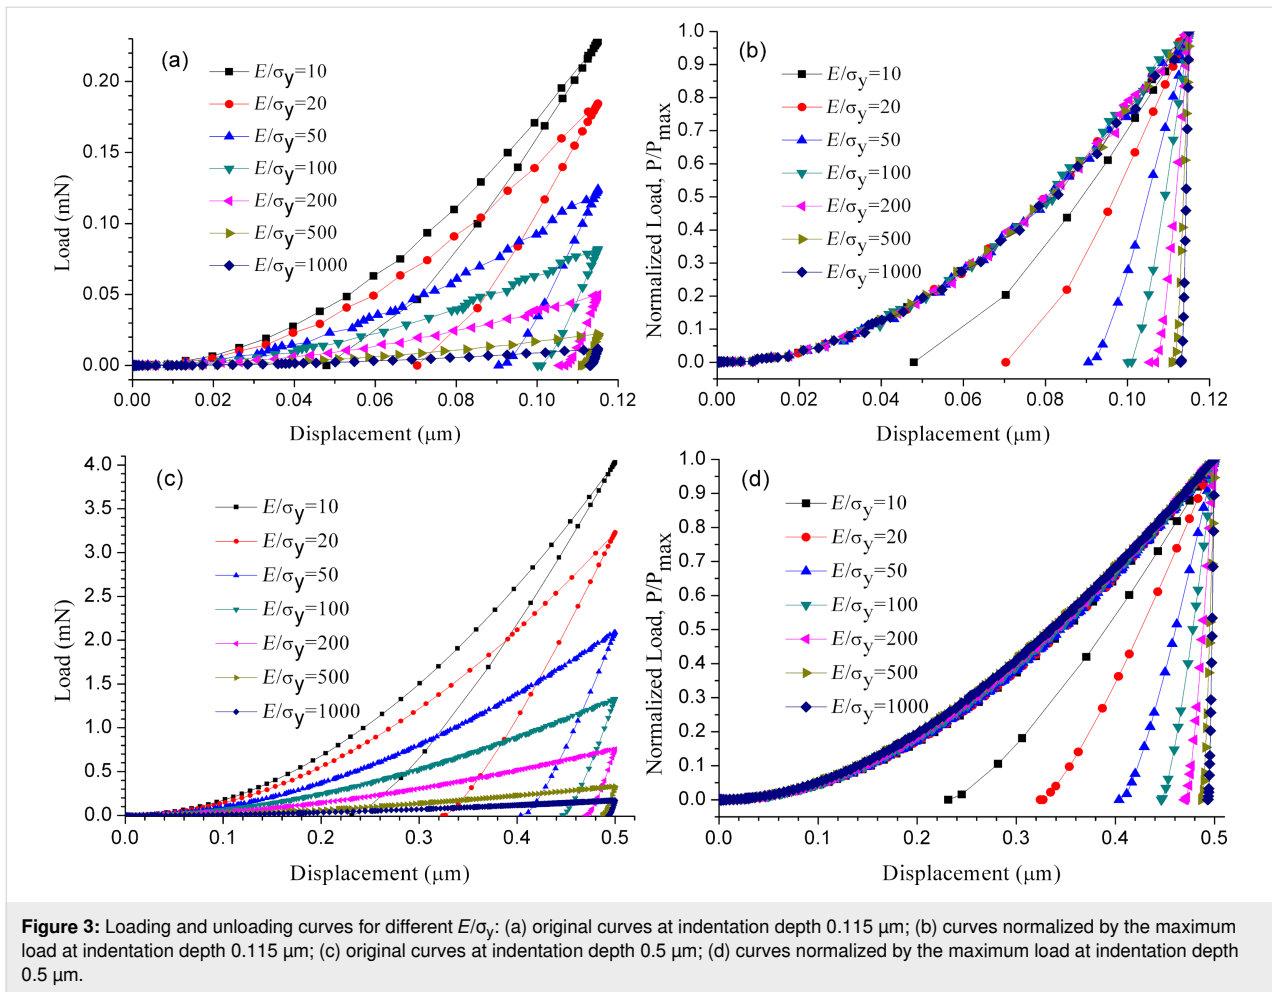 (a)
E/σy=10
E/σy=20
E/σy=50
E/σy=100
E/σy=200
E/σy=500
E/σy=1000
Load (mN)
0.20
0.15
0.10
0.05
0.00
0.00 0.02 0.04 0.06 0.08 0.10 0.12
Displacement (μm)
(b)
E/σy=10
E/σy=20
E/σy=50
E/σy=100
E/σy=200
E/σy=500
E/σy=1000
Normalized Load, P/Pmax
1.0
0.9
0.8
0.7
0.6
0.5
0.4
0.3
0.2
0.1
0.0
0.00 0.02 0.04 0.06 0.08 0.10 0.12
Displacement (μm)
(c)
E/σy=10
E/σy=20
E/σy=50
E/σy=100
E/σy=200
E/σy=500
E/σy=1000
Load (mN)
4.0
3.5
3.0
2.5
2.0
1.5
1.0
0.5
0.0
0.0 0.1 0.2 0.3 0.4 0.5
Displacement (μm)
(d)
E/σy=10
E/σy=20
E/σy=50
E/σy=100
E/σy=200
E/σy=500
E/σy=1000
Normalized Load, P/Pmax
1.0
0.9
0.8
0.7
0.6
0.5
0.4
0.3
0.2
0.1
0.0
0.0 0.1 0.2 0.3 0.4 0.5
Displacement (μm)
Figure 3: Loading and unloading curves for different E/σy: (a) original curves at indentation depth 0.115 μm; (b) curves normalized by the maximum
load at indentation depth 0.115 μm; (c) original curves at indentation depth 0.5 μm; (d) curves normalized by the maximum load at indentation depth
0.5 μm.